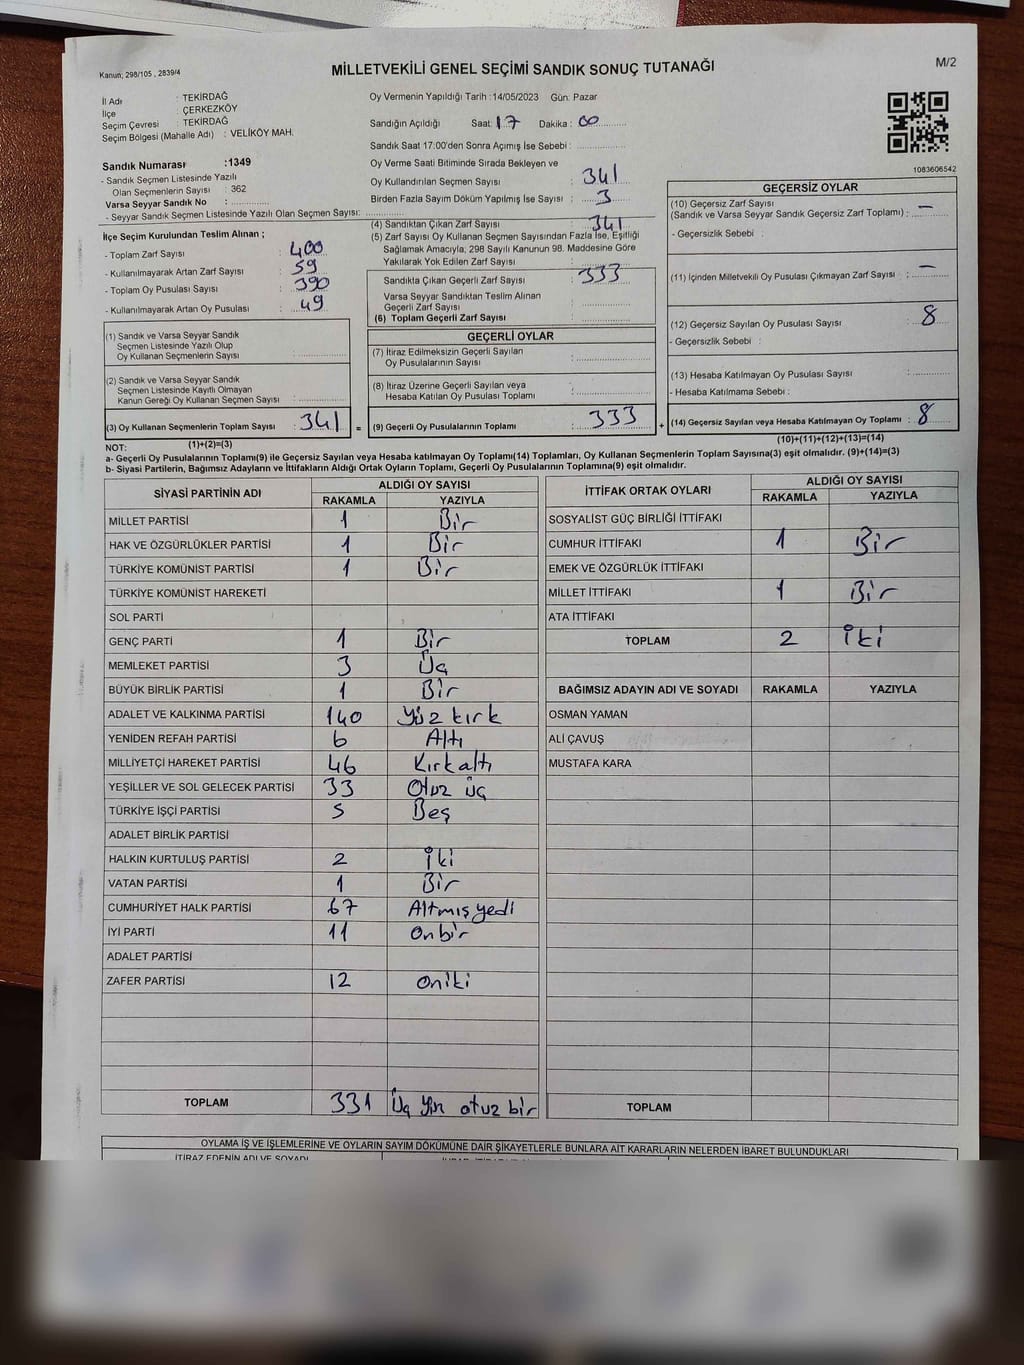 Kanun; 298/105 , 2839/4
MİLLETVEKİLİ GENEL SEÇİMİ SANDIK SONUÇ TUTANAĞI
M/2
İl Adı : TEKİRDAĞ
İlçe ÇERKEZKÖY
Seçim Çevresi : TEKİRDAĞ
Seçim Bölgesi (Mahalle Adı) : VELİKÖY MAH.
Oy Vermenin Yapıldığı Tarih :14/05/2023 Gün: Pazar
Sandığın Açıldığı Saat: 17 Dakika : 00
Sandık Saat 17:00'den Sonra Açımış İse Sebebi :
Oy Verme Saati Bitiminde Sırada Bekleyen ve
Oy Kullandırılan Seçmen Sayısı : 341
Birden Fazla Sayım Döküm Yapılmış İse Sayısı : 3
1083606542
Sandık Numarası :1349
- Sandık Seçmen Listesinde Yazılı
Olan Seçmenlerin Sayısı : 362
Varsa Seyyar Sandık No :
- Seyyar Sandık Seçmen Listesinde Yazılı Olan Seçmen Sayısı:
İlçe Seçim Kurulundan Teslim Alınan ;
- Toplam Zarf Sayısı : 400
- Kullanılmayarak Artan Zarf Sayısı : 59
- Toplam Oy Pusulası Sayısı : 390
- Kullanılmayarak Artan Oy Pusulası : 49
(4) Sandıktan Çıkan Zarf Sayısı : 341
(5) Zarf Sayısı Oy Kullanan Seçmen Sayısından Fazla İse, Eşitliği
Sağlamak Amacıyla; 298 Sayılı Kanunun 98. Maddesine Göre
Yakılarak Yok Edilen Zarf Sayısı :
Sandıkta Çıkan Geçerli Zarf Sayısı : 333
Varsa Seyyar Sandıktan Teslim Alınan
Geçerli Zarf Sayısı :
(6) Toplam Geçerli Zarf Sayısı :
GEÇERSİZ OYLAR
(10) Geçersiz Zarf Sayısı
(Sandık ve Varsa Seyyar Sandık Geçersiz Zarf Toplamı) : —
- Geçersizlik Sebebi :
(11) İçinden Milletvekili Oy Pusulası Çıkmayan Zarf Sayısı : —
(12) Geçersiz Sayılan Oy Pusulası Sayısı : 8
- Geçersizlik Sebebi :
(13) Hesaba Katılmayan Oy Pusulası Sayısı :
- Hesaba Katılmama Sebebi :
(14) Geçersiz Sayılan veya Hesaba Katılmayan Oy Toplamı : 8
(1) Sandık ve Varsa Seyyar Sandık
Seçmen Listesinde Yazılı Olup
Oy Kullanan Seçmenlerin Sayısı :
(2) Sandık ve Varsa Seyyar Sandık
Seçmen Listesinde Kayıtlı Olmayan
Kanun Gereği Oy Kullanan Seçmen Sayısı :
(3) Oy Kullanan Seçmenlerin Toplam Sayısı : 341 =
GEÇERLİ OYLAR
(7) İtiraz Edilmeksizin Geçerli Sayılan
Oy Pusulalarının Sayısı :
(8) İtiraz Üzerine Geçerli Sayılan veya
Hesaba Katılan Oy Pusulası Toplamı :
(9) Geçerli Oy Pusulalarının Toplamı : 333 +
NOT: (1)+(2)=(3) (10)+(11)+(12)+(13)=(14)
a- Geçerli Oy Pusulalarının Toplamı(9) ile Geçersiz Sayılan veya Hesaba katılmayan Oy Toplamı(14) Toplamları, Oy Kullanan Seçmenlerin Toplam Sayısına(3) eşit olmalıdır. (9)+(14)=(3)
b- Siyasi Partilerin, Bağımsız Adayların ve İttifakların Aldığı Ortak Oyların Toplamı, Geçerli Oy Pusulalarının Toplamına(9) eşit olmalıdır.
SİYASİ PARTİNİN ADI ALDIĞI OY SAYISI
RAKAMLA YAZIYLA
MİLLET PARTİSİ 1 Bir
HAK VE ÖZGÜRLÜKLER PARTİSİ 1 Bir
TÜRKİYE KOMÜNİST PARTİSİ 1 Bir
TÜRKİYE KOMÜNİST HAREKETİ
SOL PARTİ
GENÇ PARTİ 1 Bir
MEMLEKET PARTİSİ 3 Üç
BÜYÜK BİRLİK PARTİSİ 1 Bir
ADALET VE KALKINMA PARTİSİ 140 Yüz kırk
YENİDEN REFAH PARTİSİ 6 Altı
MİLLİYETÇİ HAREKET PARTİSİ 46 Kırk altı
YEŞİLLER VE SOL GELECEK PARTİSİ 33 Otuz üç
TÜRKİYE İŞÇİ PARTİSİ 5 Beş
ADALET BİRLİK PARTİSİ
HALKIN KURTULUŞ PARTİSİ 2 İki
VATAN PARTİSİ 1 Bir
CUMHURİYET HALK PARTİSİ 67 Altmış yedi
İYİ PARTİ 11 Onbir
ADALET PARTİSİ
ZAFER PARTİSİ 12 Oniki
TOPLAM 331 Üç Yüz otuz bir
İTTİFAK ORTAK OYLARI ALDIĞI OY SAYISI
RAKAMLA YAZIYLA
SOSYALİST GÜÇ BİRLİĞİ İTTİFAKI
CUMHUR İTTİFAKI 1 Bir
EMEK VE ÖZGÜRLÜK İTTİFAKI
MİLLET İTTİFAKI 1 Bir
ATA İTTİFAKI
TOPLAM 2 İki
BAĞIMSIZ ADAYIN ADI VE SOYADI RAKAMLA YAZIYLA
OSMAN YAMAN
ALİ ÇAVUŞ
MUSTAFA KARA
TOPLAM
OYLAMA İŞ VE İŞLEMLERİNE VE OYLARIN SAYIM DÖKÜMÜNE DAİR ŞİKAYETLERLE BUNLARA AİT KARARLARIN NELERDEN İBARET BULUNDUKLARI
İTİRAZ EDENİN ADI VE SOYADI